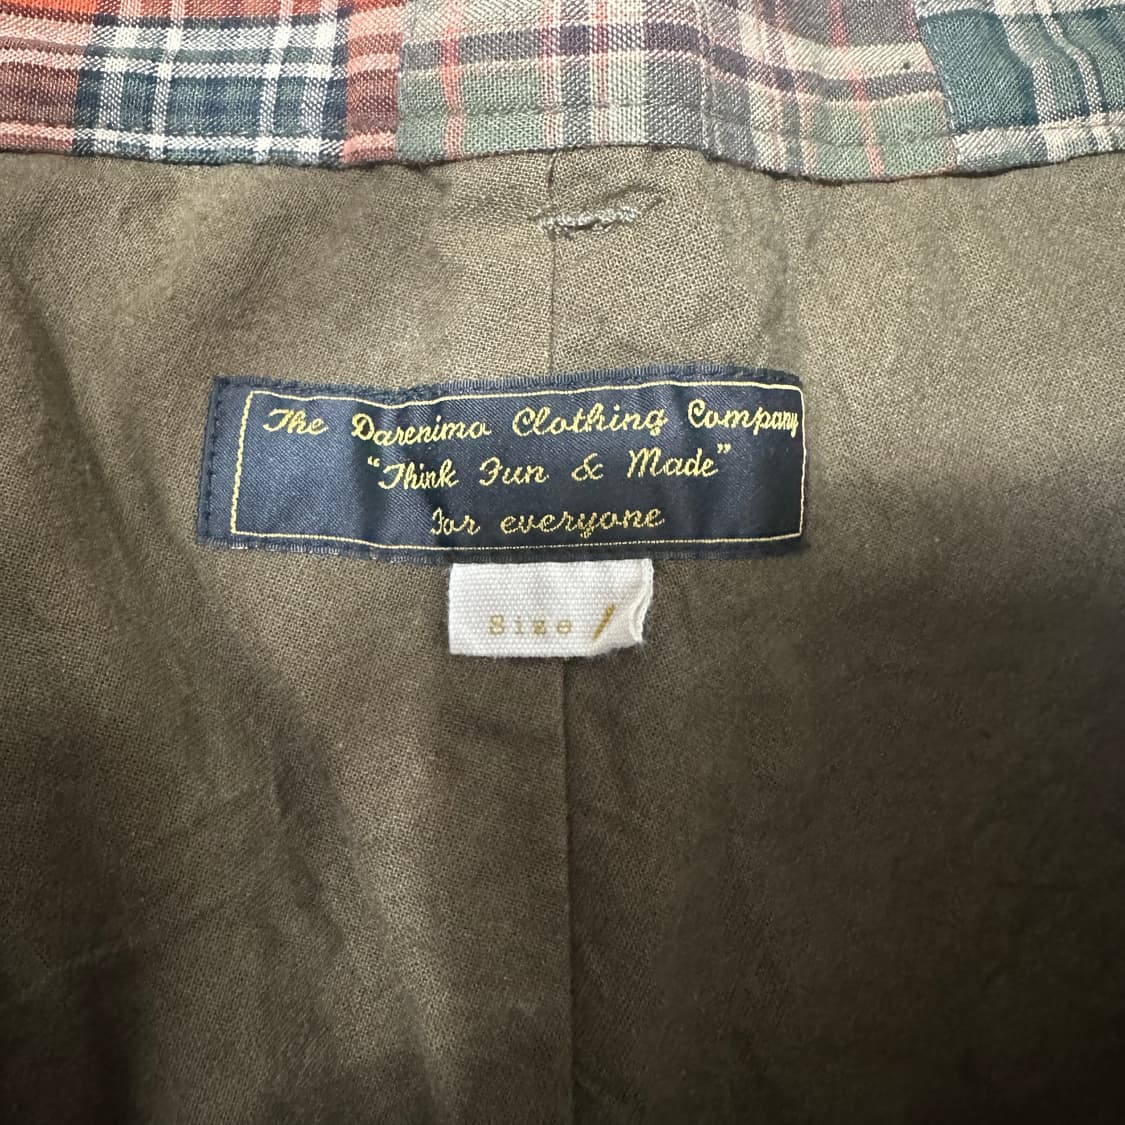 The Darenimo Clothing Company
"Think Fun & Made"
For everyone
Size /